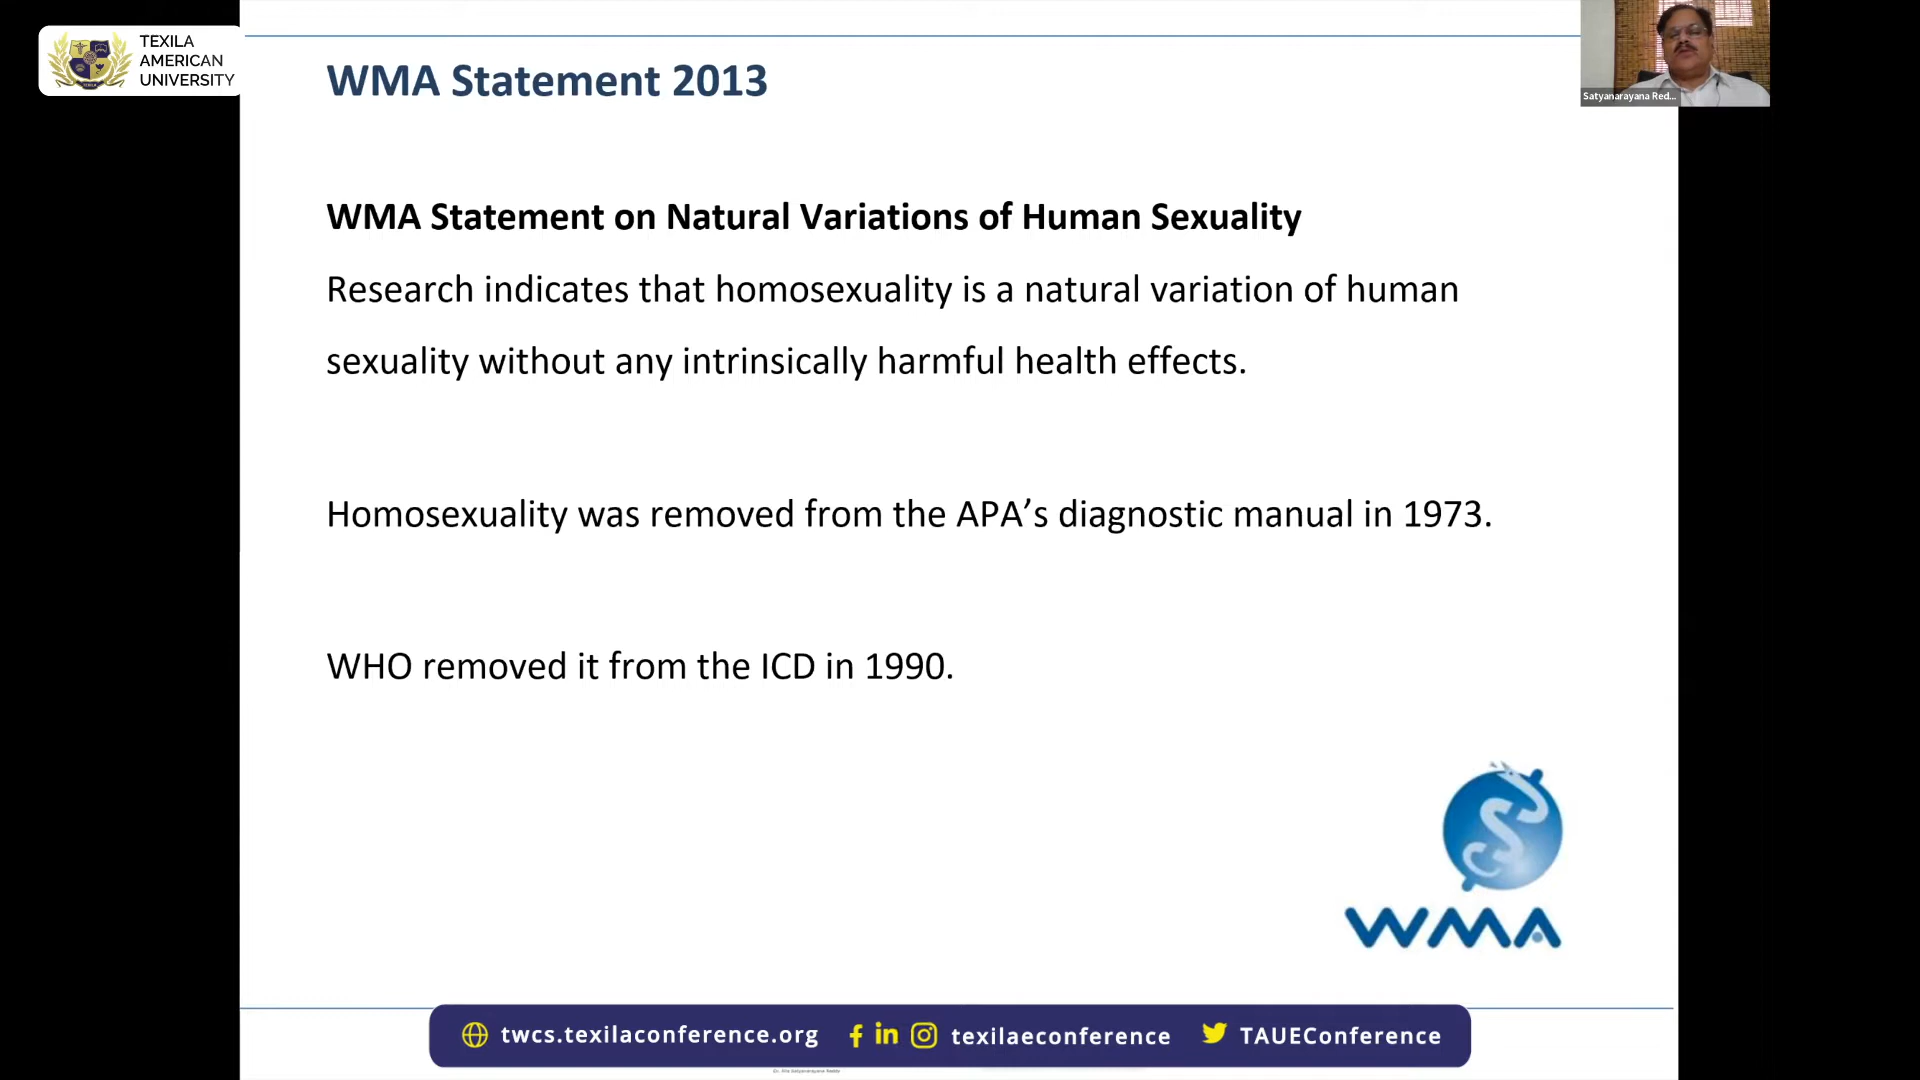 TEXILA
AMERICAN
UNIVERSITY
WMA Statement 2013
Satyanarayana Red...
WMA Statement on Natural Variations of Human Sexuality
Research indicates that homosexuality is a natural variation of human
sexuality without any intrinsically harmful health effects.
Homosexuality was removed from the APA’s diagnostic manual in 1973.
WHO removed it from the ICD in 1990.
WMA
twcs.texilaconference.org texilaeconference TAUEConference